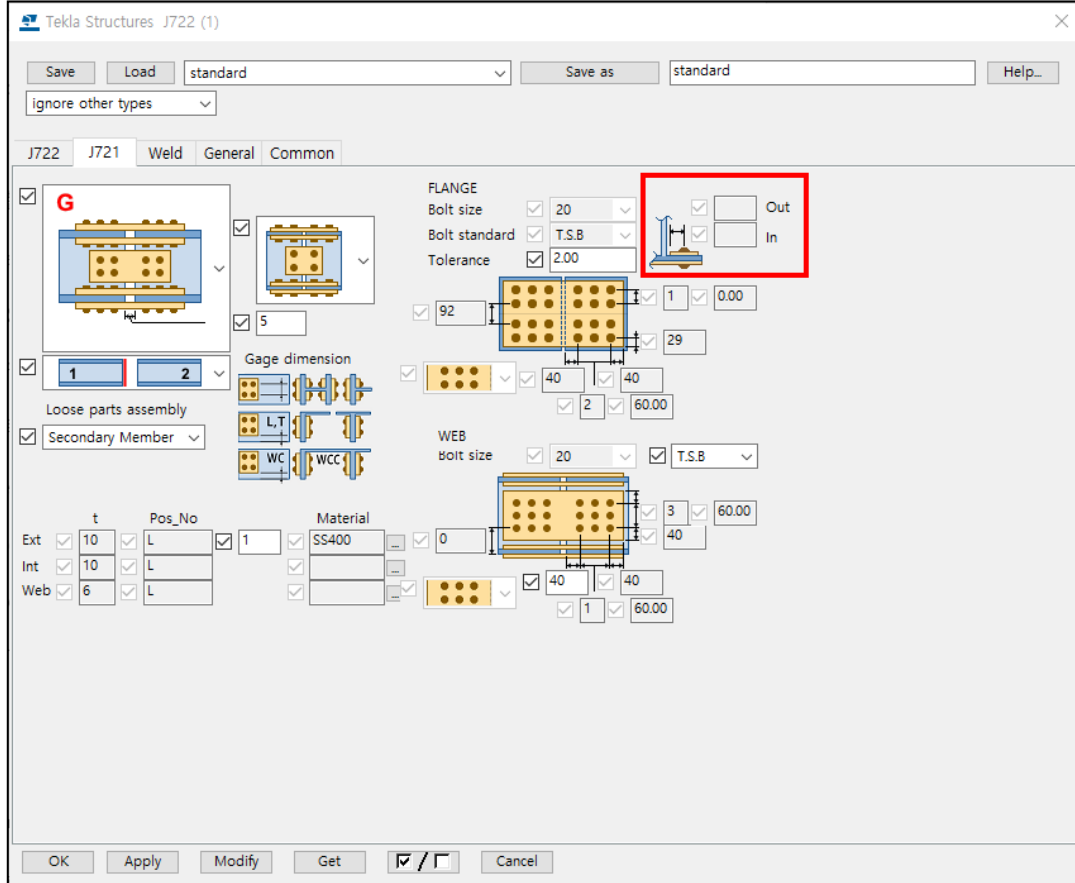 Tekla Structures J722 (1)
Save Load standard Save as standard Help...
ignore other types
J722 J721 Weld General Common
G
5
1 2
Loose parts assembly
Secondary Member
Gage dimension
L,T
WC WCC
t Pos_No Material
Ext 10 L 1 SS400 ...
Int 10 L ...
Web 6 L ...
FLANGE
Bolt size 20
Bolt standard T.S.B
Tolerance 2.00
Out
In
92
1 0.00
29
40 40
2 60.00
WEB
Bolt size 20 T.S.B
3 60.00
40
0
40 40
1 60.00
OK Apply Modify Get / Cancel